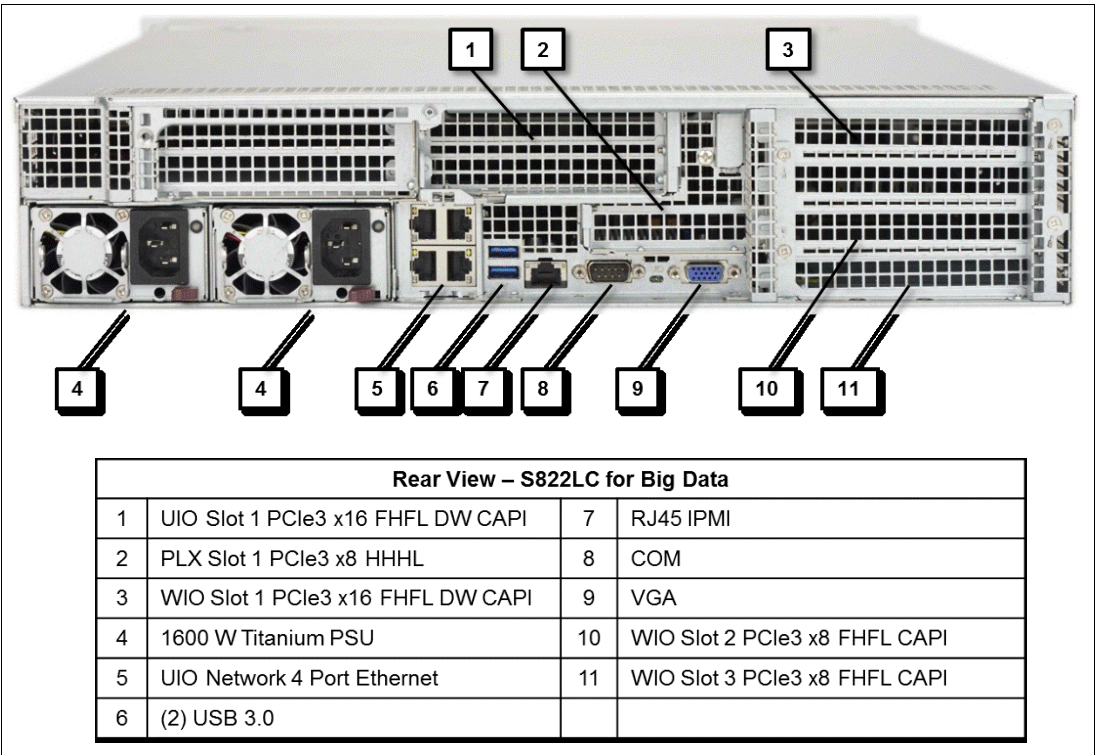 1 2 3
4 4 5 6 7 8 9 10 11
Rear View – S822LC for Big Data
1 UIO Slot 1 PCIe3 x16 FHFL DW CAPI 7 RJ45 IPMI
2 PLX Slot 1 PCIe3 x8 HHHL 8 COM
3 WIO Slot 1 PCIe3 x16 FHFL DW CAPI 9 VGA
4 1600 W Titanium PSU 10 WIO Slot 2 PCIe3 x8 FHFL CAPI
5 UIO Network 4 Port Ethernet 11 WIO Slot 3 PCIe3 x8 FHFL CAPI
6 (2) USB 3.0